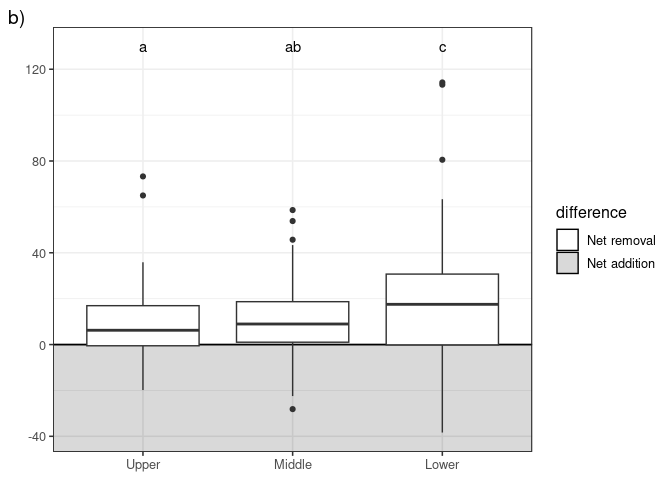 b)
a ab c
120
80
40
0
-40
Upper Middle Lower
difference
Net removal
Net addition